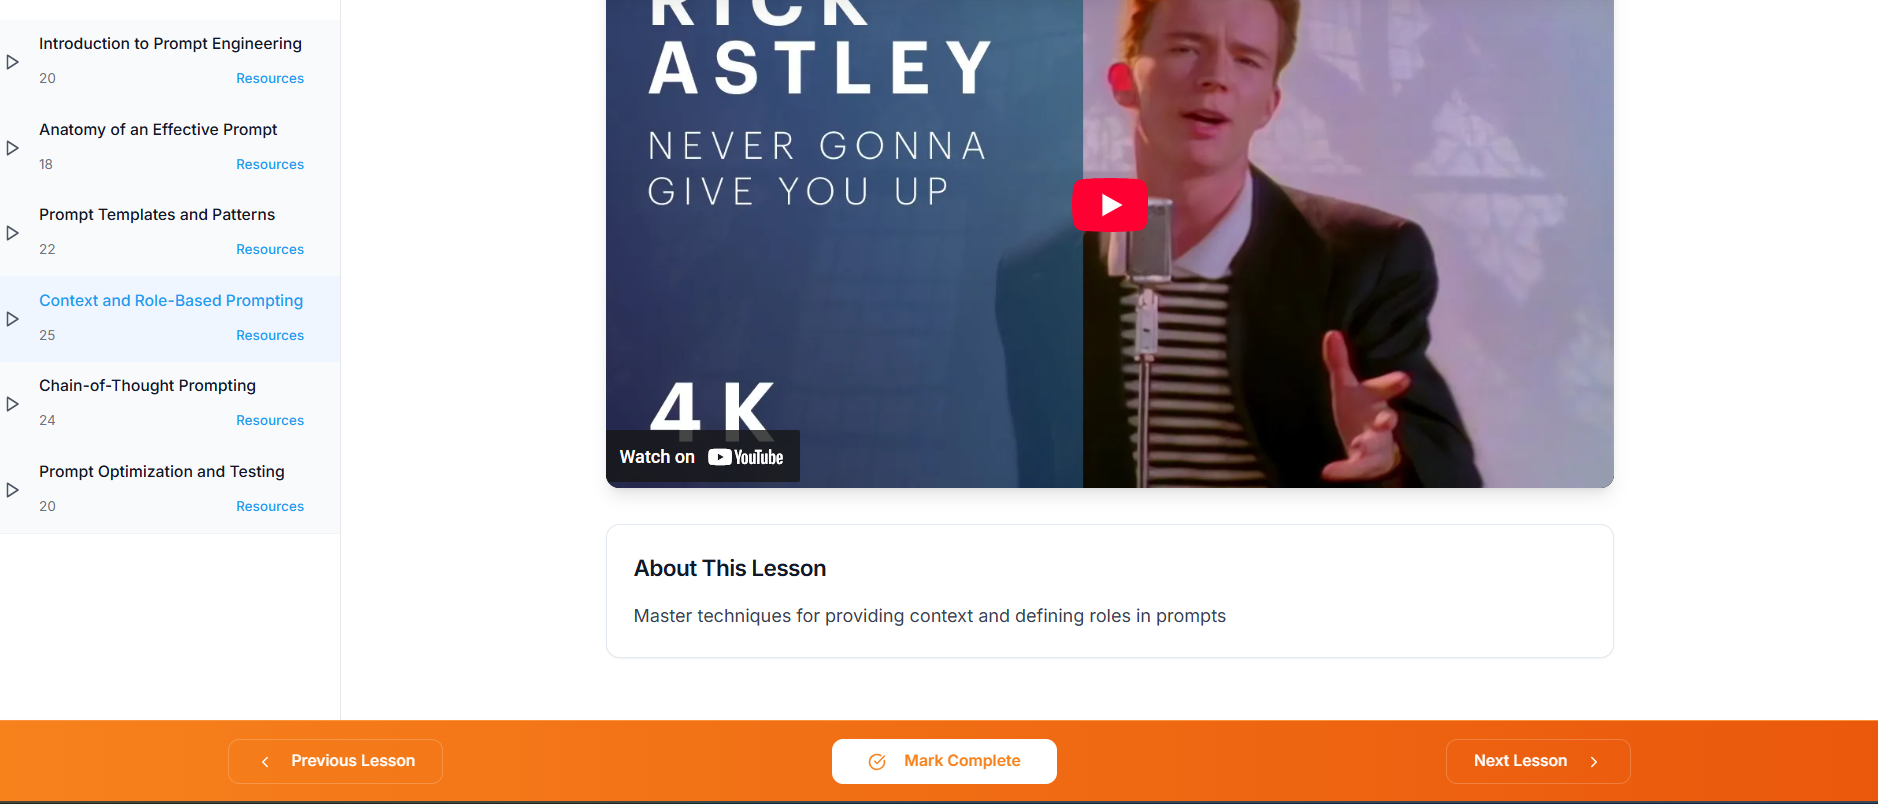 Introduction to Prompt Engineering
20 Resources
Anatomy of an Effective Prompt
18 Resources
Prompt Templates and Patterns
22 Resources
Context and Role-Based Prompting
25 Resources
Chain-of-Thought Prompting
24 Resources
Prompt Optimization and Testing
20 Resources
RICK
ASTLEY
NEVER GONNA
GIVE YOU UP
4K
Watch on YouTube
About This Lesson
Master techniques for providing context and defining roles in prompts
Previous Lesson
Mark Complete
Next Lesson